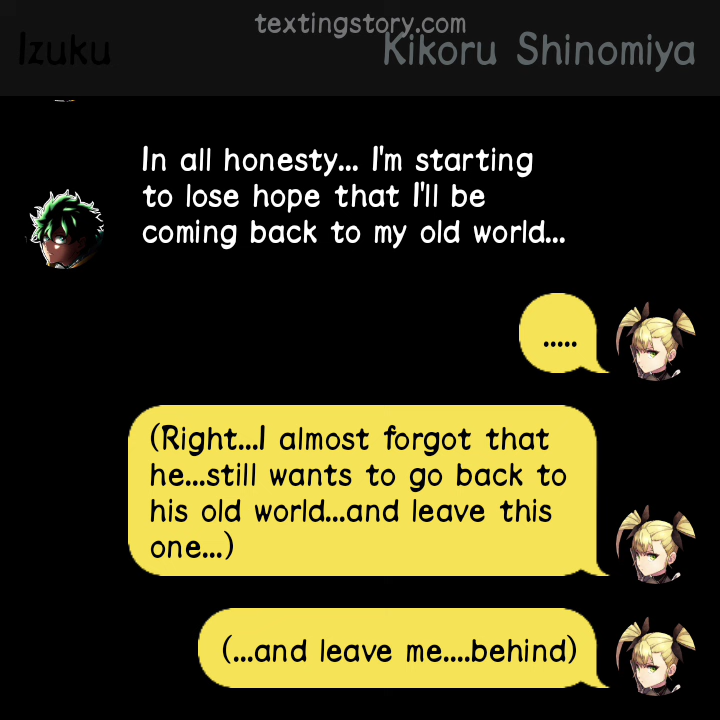 textingstory.com
Izuku
Kikoru Shinomiya
In all honesty... I'm starting
to lose hope that I'll be
coming back to my old world...
.....
(Right...I almost forgot that
he...still wants to go back to
his old world...and leave this
one...)
(...and leave me....behind)